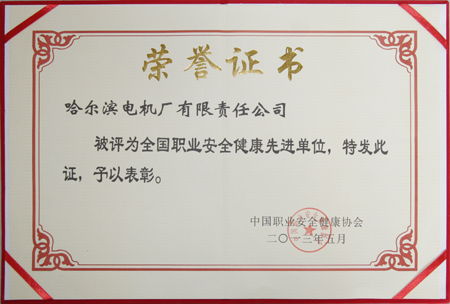 荣誉证书
哈尔滨电机厂有限责任公司
被评为全国职业安全健康先进单位，特发此
证，予以表彰。
中国职业安全健康协会
二〇一二年五月